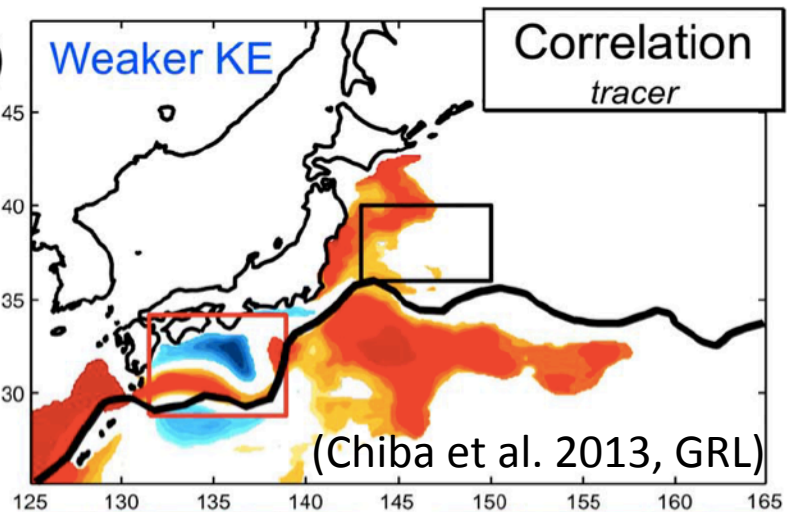 )
Weaker KE
Correlation
tracer
45
40
35
30
(Chiba et al. 2013, GRL)
125 130 135 140 145 150 155 160 165